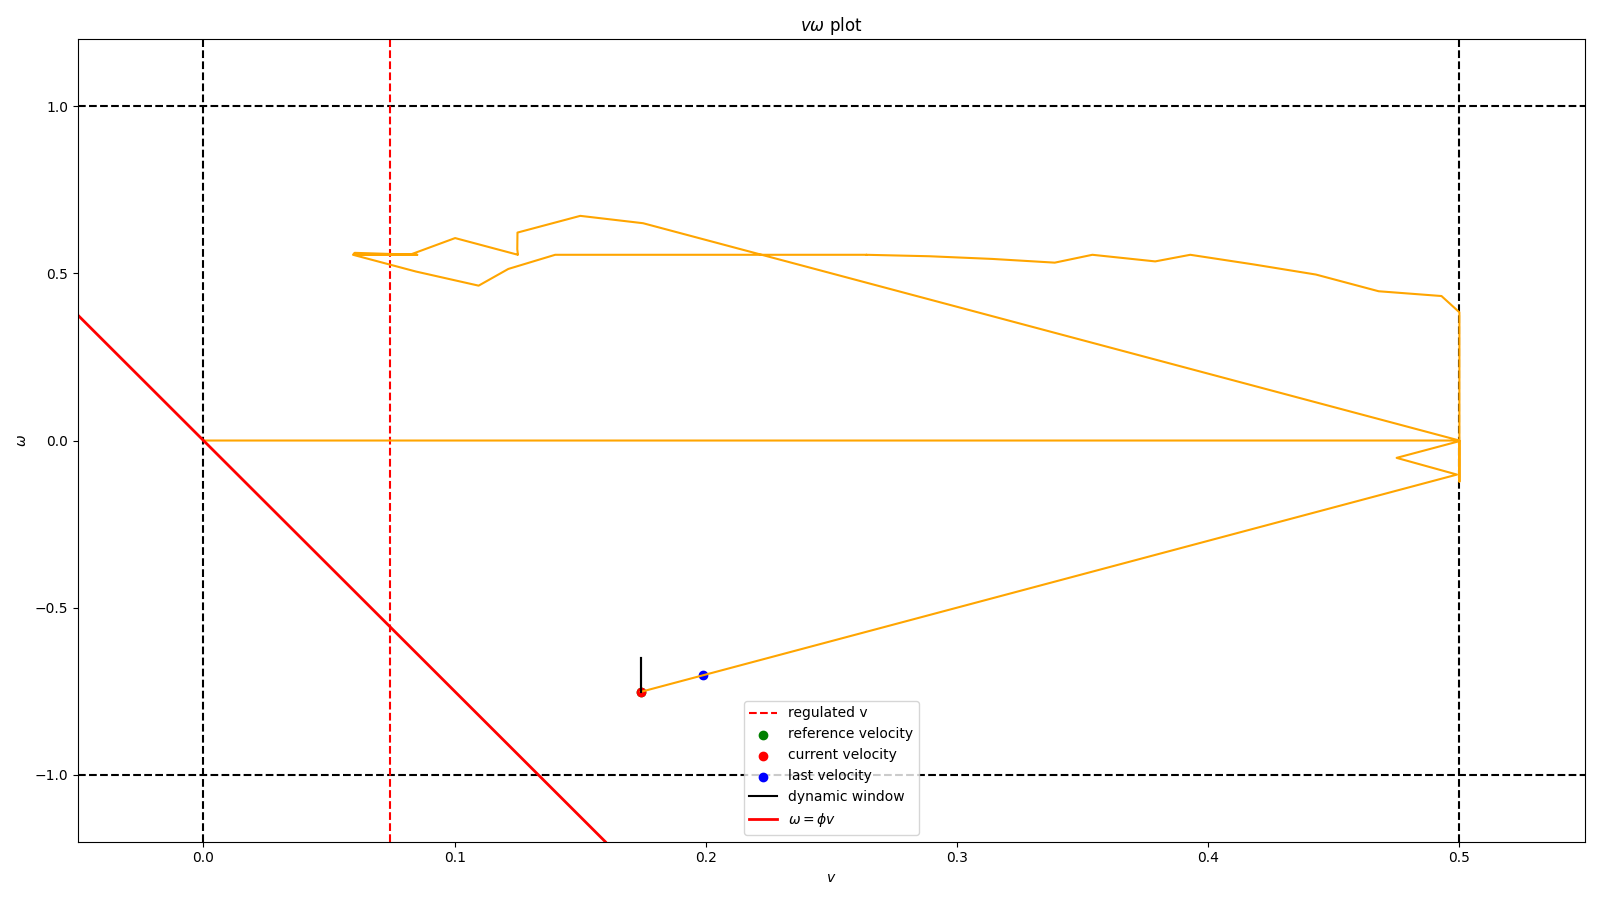 vω plot
1.0
0.5
0.0
−0.5
−1.0
ω
regulated v
reference velocity
current velocity
last velocity
dynamic window
ω = ϕv
0.0 0.1 0.2 0.3 0.4 0.5
v